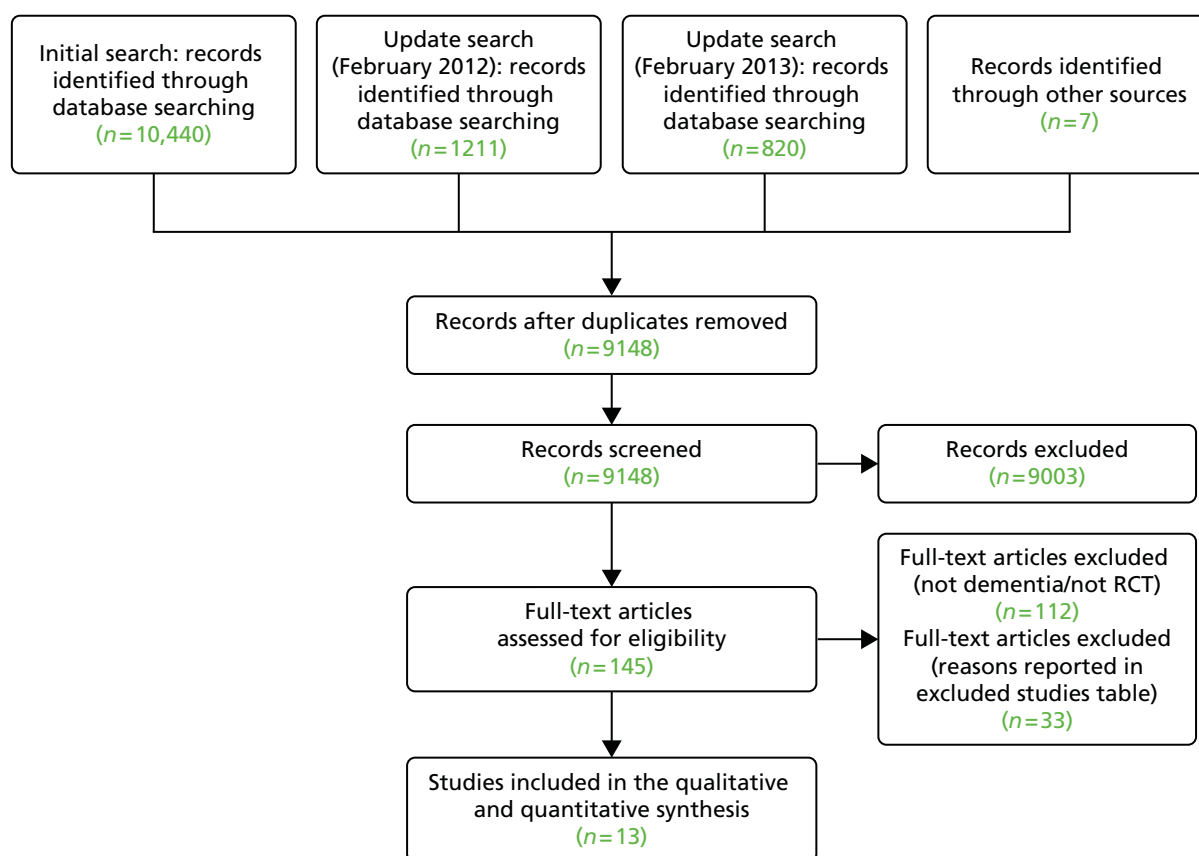 Initial search: records
identified through
database searching
(n=10,440)
Update search
(February 2012): records
identified through
database searching
(n=1211)
Update search
(February 2013): records
identified through
database searching
(n=820)
Records identified
through other sources
(n=7)
Records after duplicates removed
(n=9148)
Records screened
(n=9148)
Records excluded
(n=9003)
Full-text articles
assessed for eligibility
(n=145)
Full-text articles excluded
(not dementia/not RCT)
(n=112)
Full-text articles excluded
(reasons reported in
excluded studies table)
(n=33)
Studies included in the qualitative
and quantitative synthesis
(n=13)